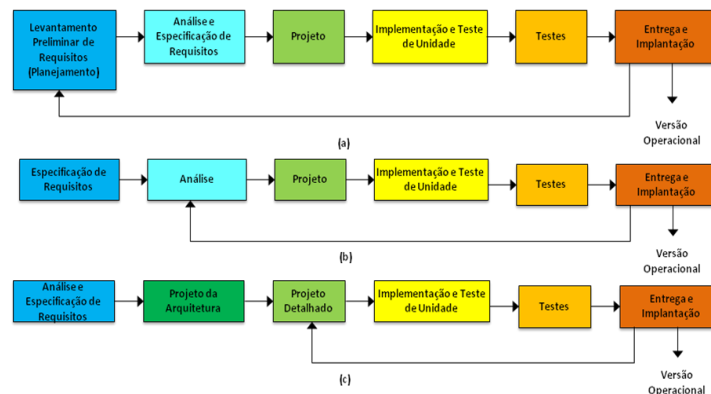 Levantamento
Preliminar de
Requisitos
(Planejamento)
Análise e
Especificação de
Requisitos
Projeto
Implementação e Teste
de Unidade
Testes
Entrega e
Implantação
Versão
Operacional
(a)
Especificação de
Requisitos
Análise
Projeto
Implementação e Teste
de Unidade
Testes
Entrega e
Implantação
Versão
Operacional
(b)
Análise e
Especificação de
Requisitos
Projeto da
Arquitetura
Projeto
Detalhado
Implementação e Teste
de Unidade
Testes
Entrega e
Implantação
Versão
Operacional
(c)